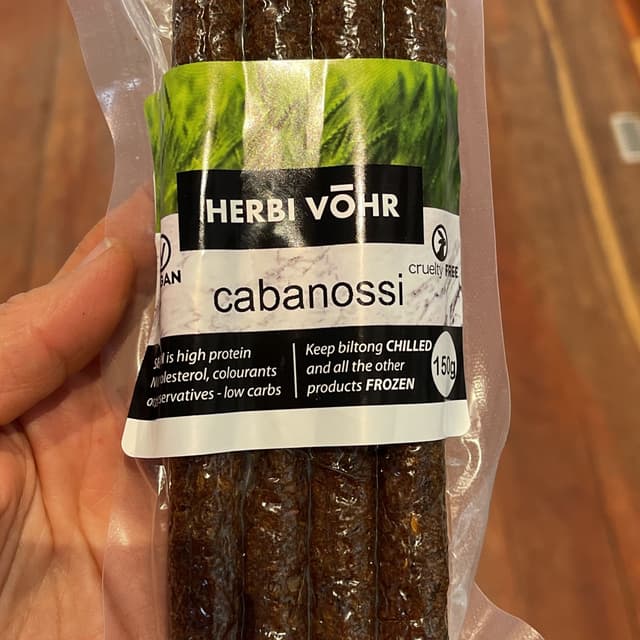 HERBI VŌHR
cruelty FREE
cabanossi
is high protein
colourants
- low carbs
Keep biltong CHILLED
and all the other
products FROZEN
150g